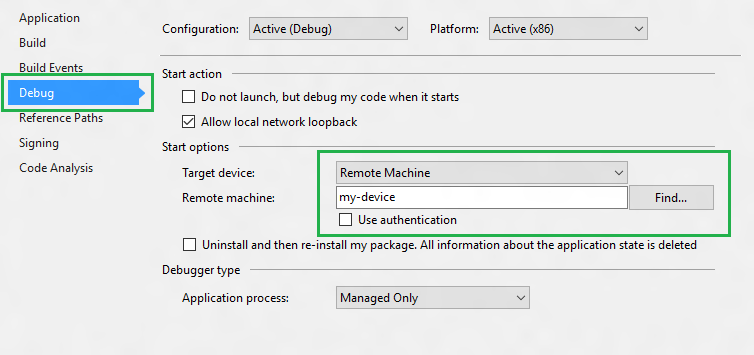 Application
Build
Build Events
Debug
Reference Paths
Signing
Code Analysis
Configuration: Active (Debug) Platform: Active (x86)
Start action
Do not launch, but debug my code when it starts
Allow local network loopback
Start options
Target device: Remote Machine
Remote machine: my-device Find...
Use authentication
Uninstall and then re-install my package. All information about the application state is deleted
Debugger type
Application process: Managed Only